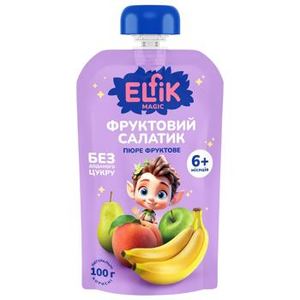 ELFiK
MAGIC
ФРУКТОВИЙ
САЛАТИК
ПЮРЕ ФРУКТОВЕ
БЕЗ
ДОДАНОГО
ЦУКРУ
6+
місяців
100 г